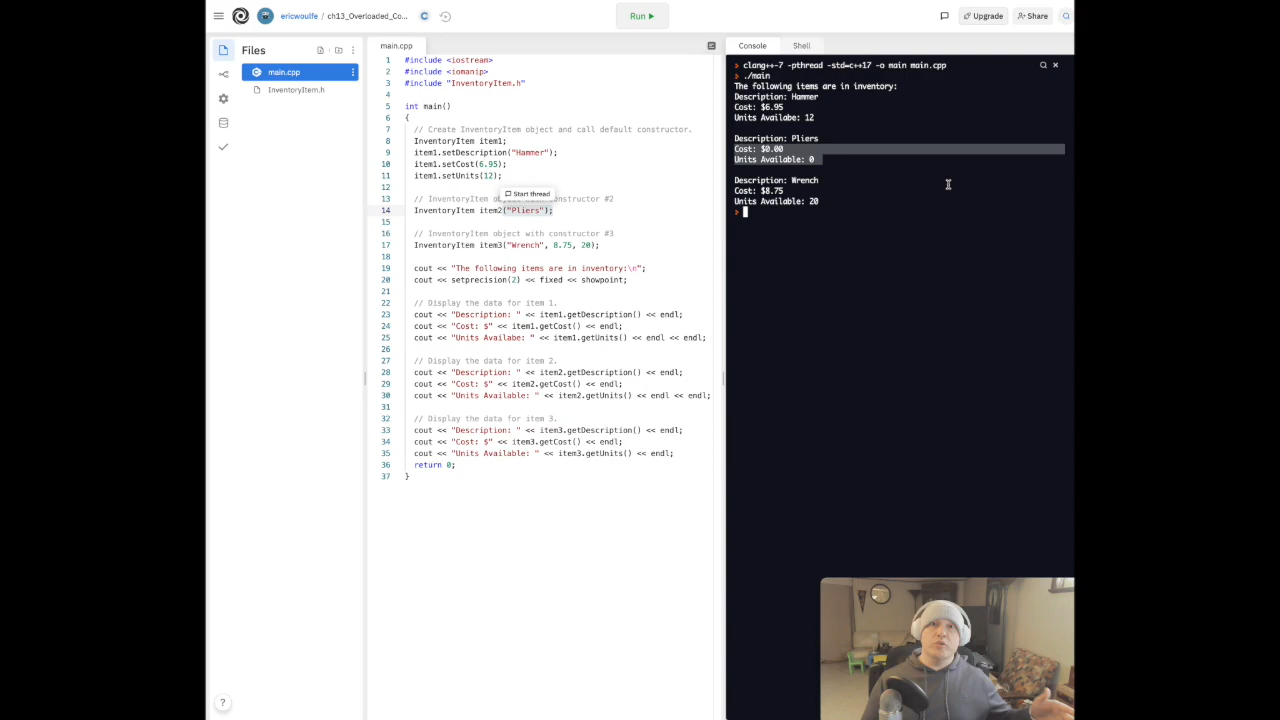 ericwoulfe / ch13_Overloaded_Co...
Run
Upgrade
Share
Files
main.cpp
InventoryItem.h
main.cpp
1 #include <iostream>
2 #include <iomanip>
3 #include "InventoryItem.h"
4
5 int main()
6 {
7 // Create InventoryItem object and call default constructor.
8 InventoryItem item1;
9 item1.setDescription("Hammer");
10 item1.setCost(6.95);
11 item1.setUnits(12);
12
Start thread
13 // InventoryItem object with constructor #2
14 InventoryItem item2("Pliers");
15
16 // InventoryItem object with constructor #3
17 InventoryItem item3("Wrench", 8.75, 20);
18
19 cout << "The following items are in inventory:\n";
20 cout << setprecision(2) << fixed << showpoint;
21
22 // Display the data for item 1.
23 cout << "Description: " << item1.getDescription() << endl;
24 cout << "Cost: $" << item1.getCost() << endl;
25 cout << "Units Availabe: " << item1.getUnits() << endl << endl;
26
27 // Display the data for item 2.
28 cout << "Description: " << item2.getDescription() << endl;
29 cout << "Cost: $" << item2.getCost() << endl;
30 cout << "Units Available: " << item2.getUnits() << endl << endl;
31
32 // Display the data for item 3.
33 cout << "Description: " << item3.getDescription() << endl;
34 cout << "Cost: $" << item3.getCost() << endl;
35 cout << "Units Available: " << item3.getUnits() << endl;
36 return 0;
37 }
Console
Shell
clang++-7 -pthread -std=c++17 -o main main.cpp
./main
The following items are in inventory:
Description: Hammer
Cost: $6.95
Units Availabe: 12
Description: Pliers
Cost: $0.00
Units Available: 0
Description: Wrench
Cost: $8.75
Units Available: 20
?